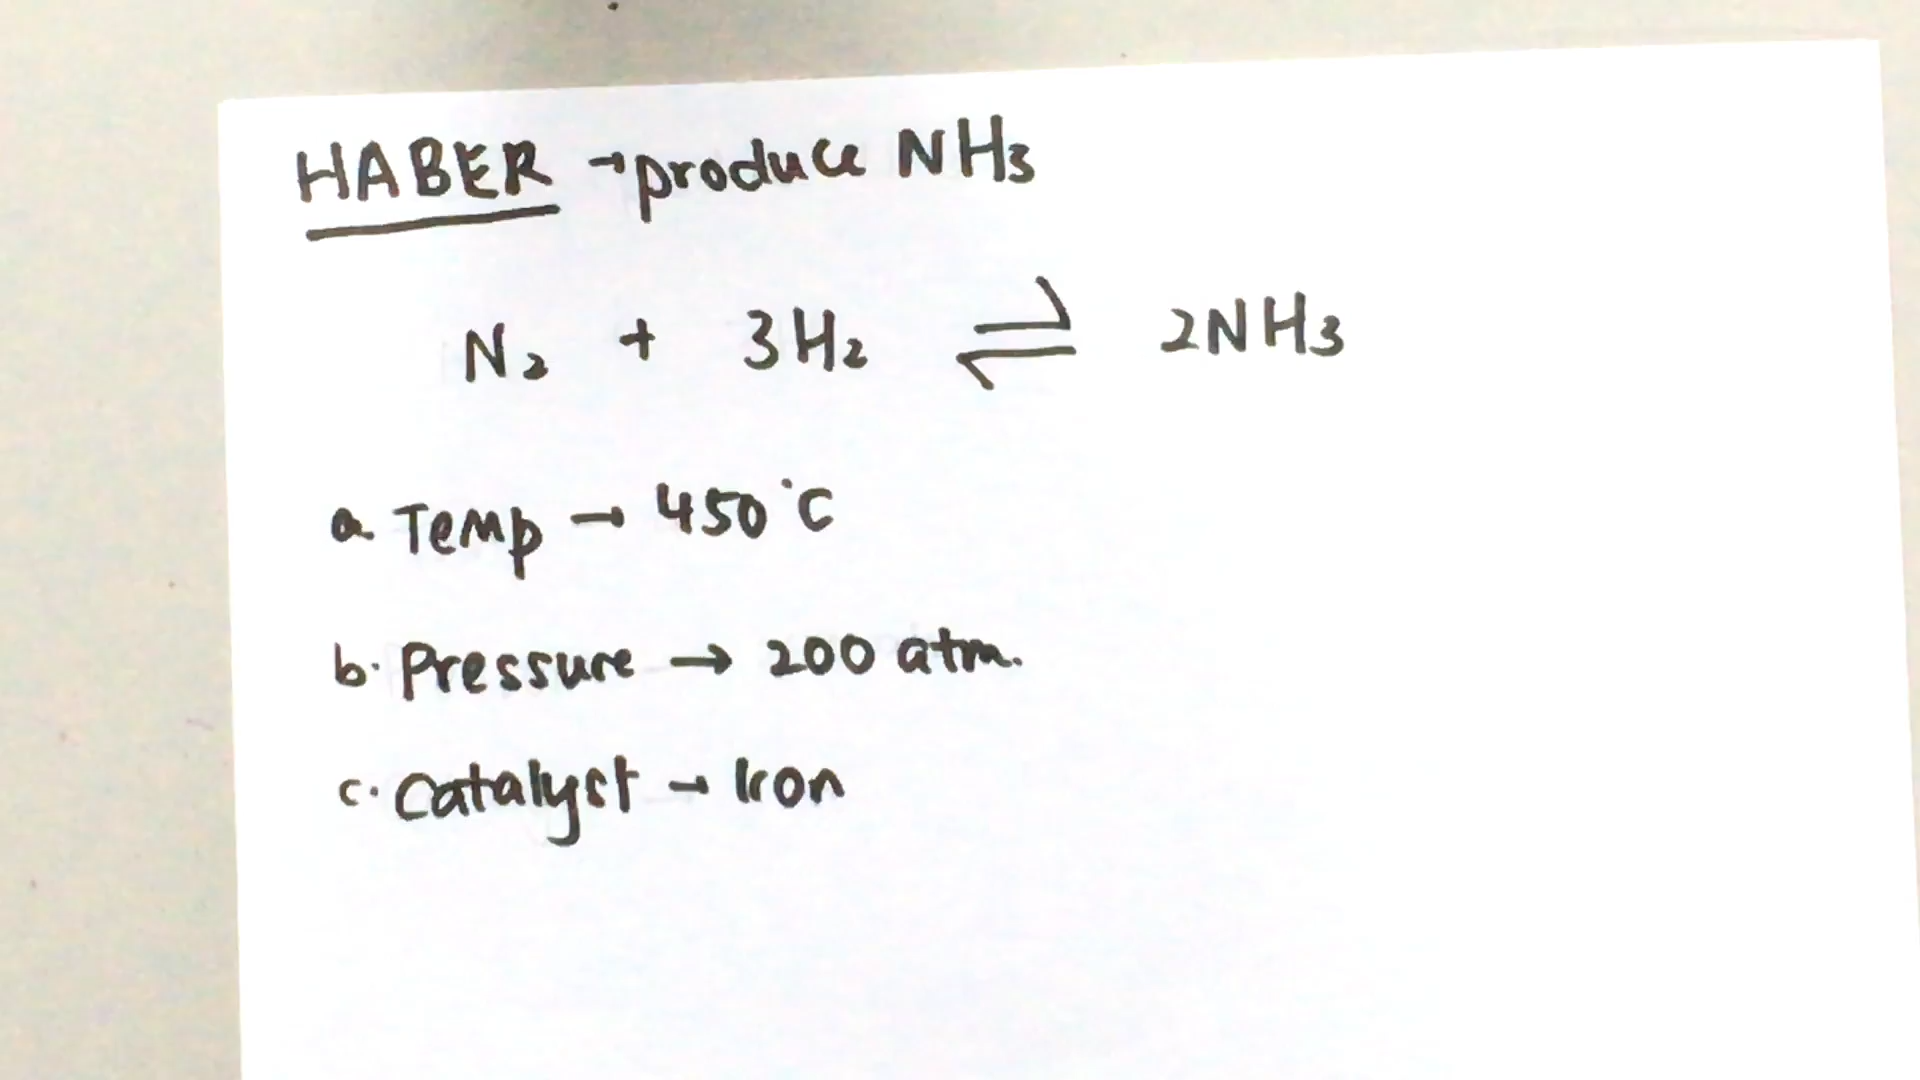 HABER → produce NH₃
N₂ + 3H₂ ⇌ 2NH₃
a. Temp → 450°C
b. Pressure → 200 atm.
c. Catalyst → Iron